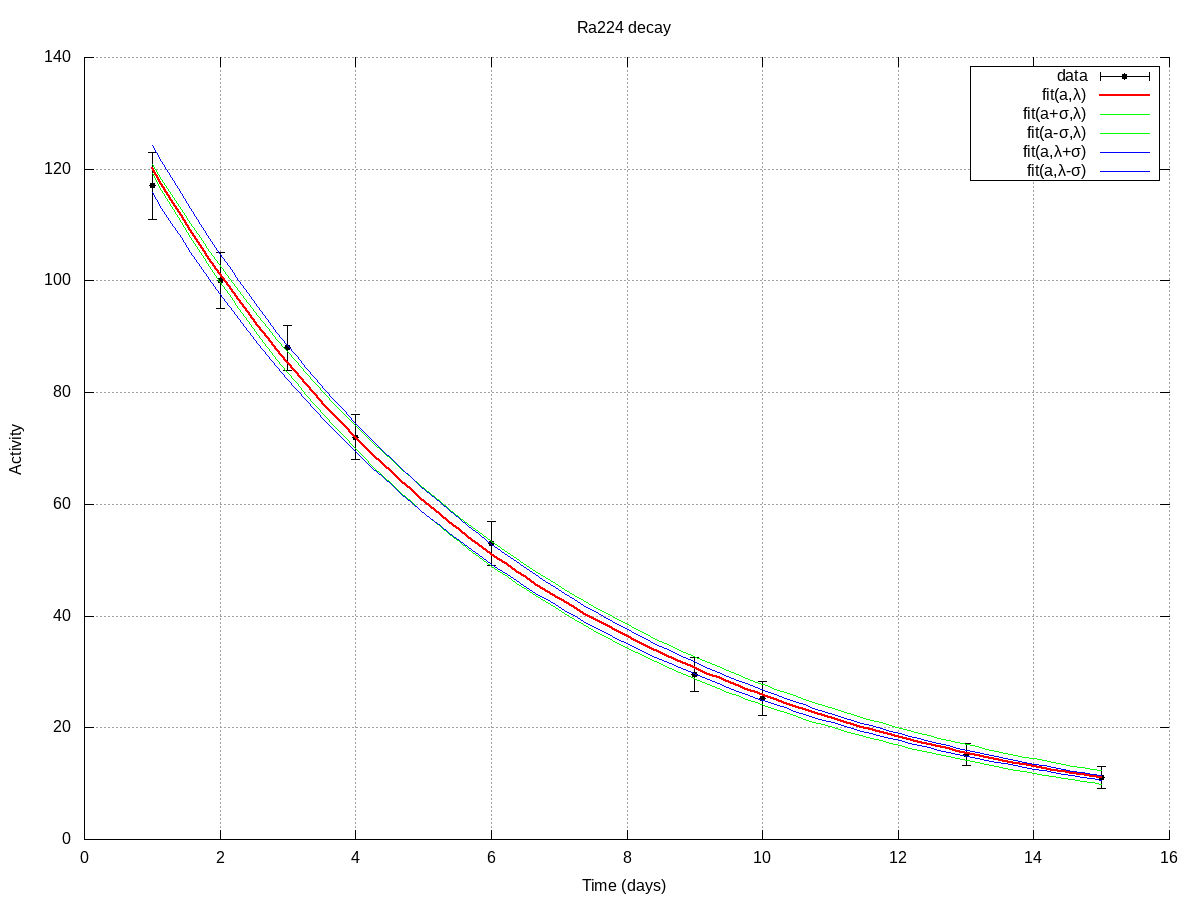 Ra224 decay
140
120
100
80
60
40
20
0
Activity
data
fit(a,λ)
fit(a+σ,λ)
fit(a-σ,λ)
fit(a,λ+σ)
fit(a,λ-σ)
0 2 4 6 8 10 12 14 16
Time (days)